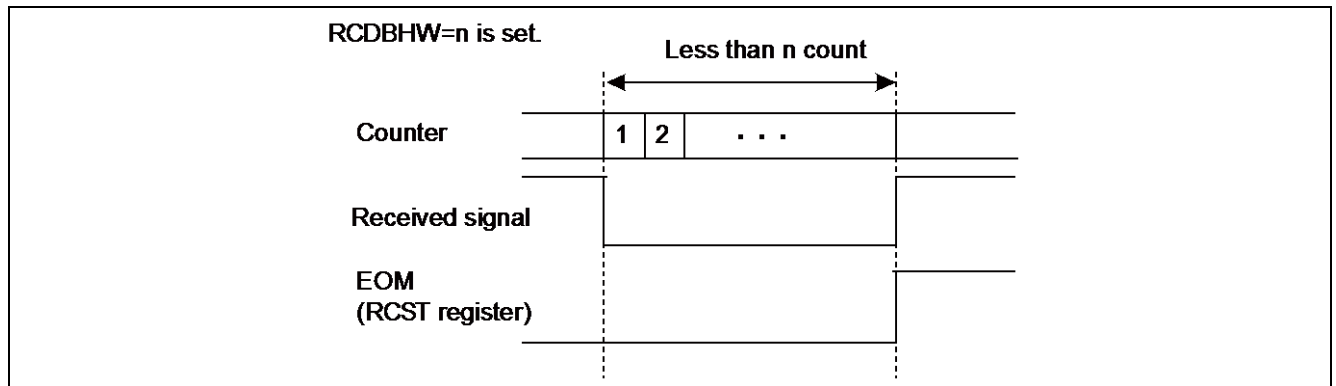 RCDBHW=n is set.
Less than n count
Counter
1 2 ...
Received signal
EOM
(RCST register)